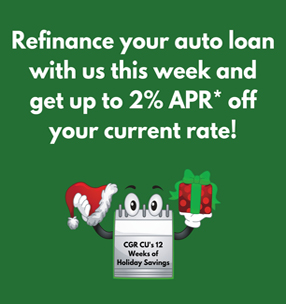 Refinance your auto loan
with us this week and
get up to 2% APR* off
your current rate!
CGR CU's 12
Weeks of
Holiday Savings